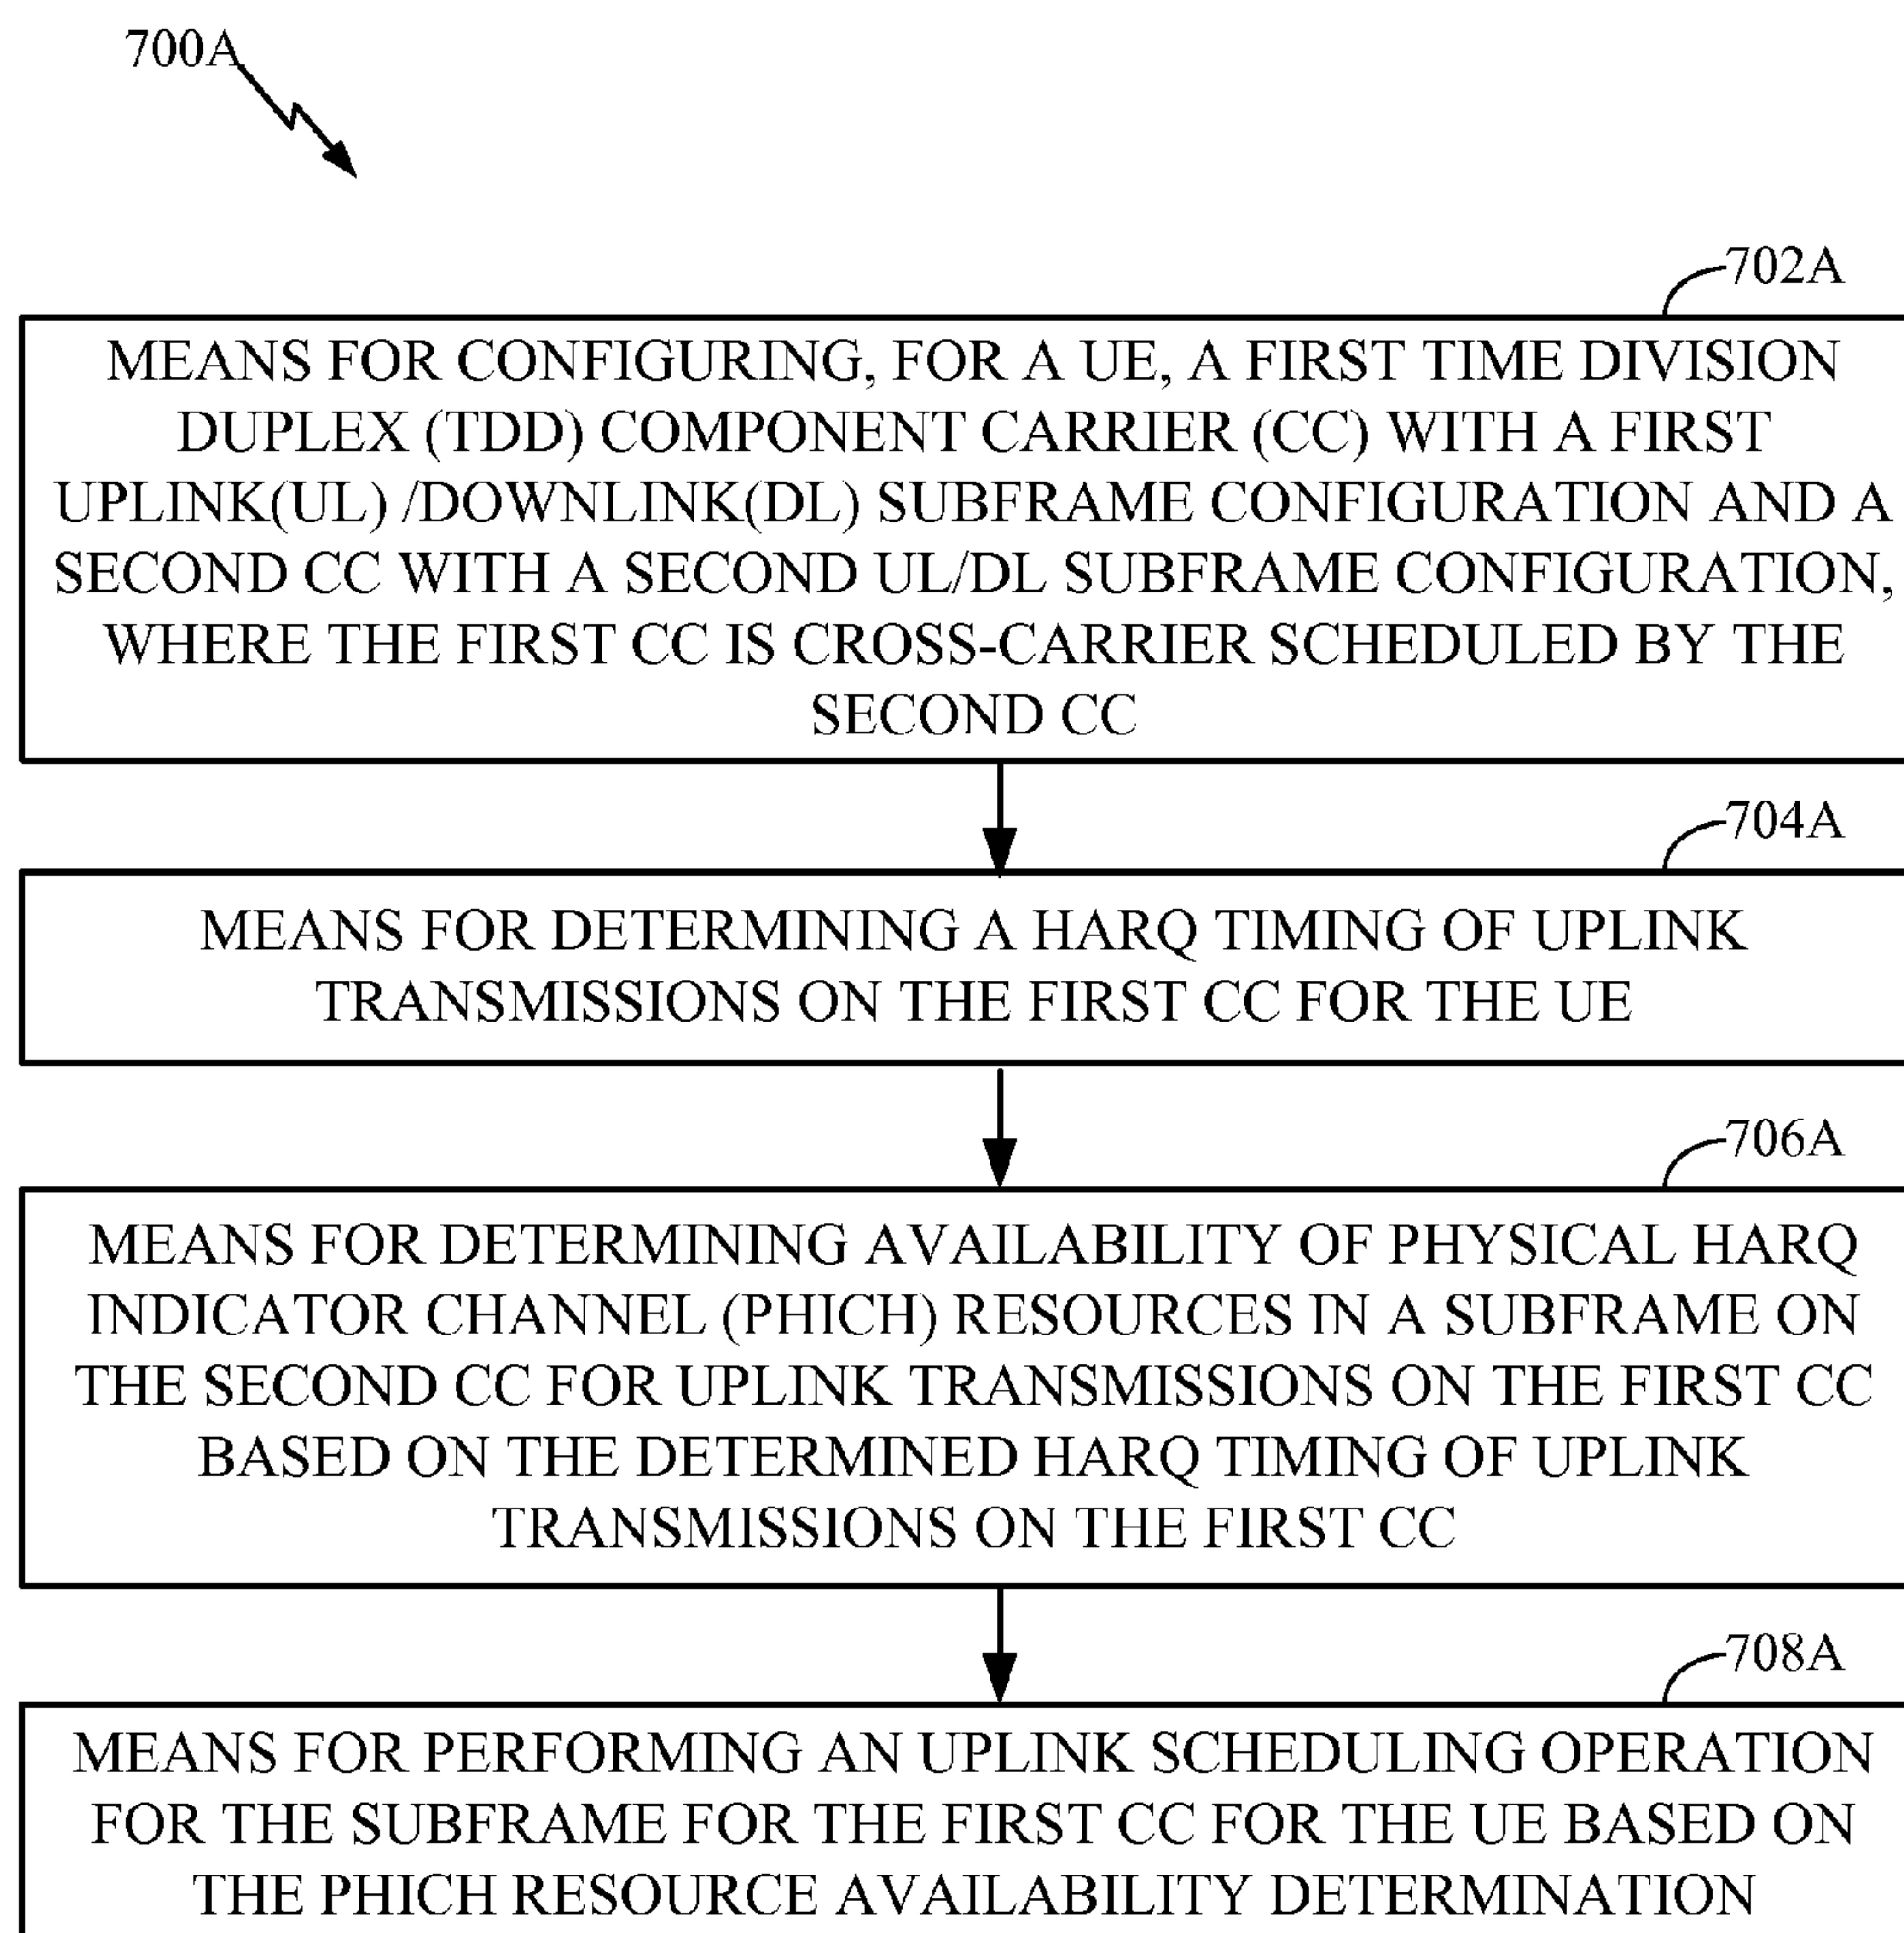 700A
702A
MEANS FOR CONFIGURING, FOR A UE, A FIRST TIME DIVISION
DUPLEX (TDD) COMPONENT CARRIER (CC) WITH A FIRST
UPLINK(UL) /DOWNLINK(DL) SUBFRAME CONFIGURATION AND A
SECOND CC WITH A SECOND UL/DL SUBFRAME CONFIGURATION,
WHERE THE FIRST CC IS CROSS-CARRIER SCHEDULED BY THE
SECOND CC
704A
MEANS FOR DETERMINING A HARQ TIMING OF UPLINK
TRANSMISSIONS ON THE FIRST CC FOR THE UE
706A
MEANS FOR DETERMINING AVAILABILITY OF PHYSICAL HARQ
INDICATOR CHANNEL (PHICH) RESOURCES IN A SUBFRAME ON
THE SECOND CC FOR UPLINK TRANSMISSIONS ON THE FIRST CC
BASED ON THE DETERMINED HARQ TIMING OF UPLINK
TRANSMISSIONS ON THE FIRST CC
708A
MEANS FOR PERFORMING AN UPLINK SCHEDULING OPERATION
FOR THE SUBFRAME FOR THE FIRST CC FOR THE UE BASED ON
THE PHICH RESOURCE AVAILABILITY DETERMINATION